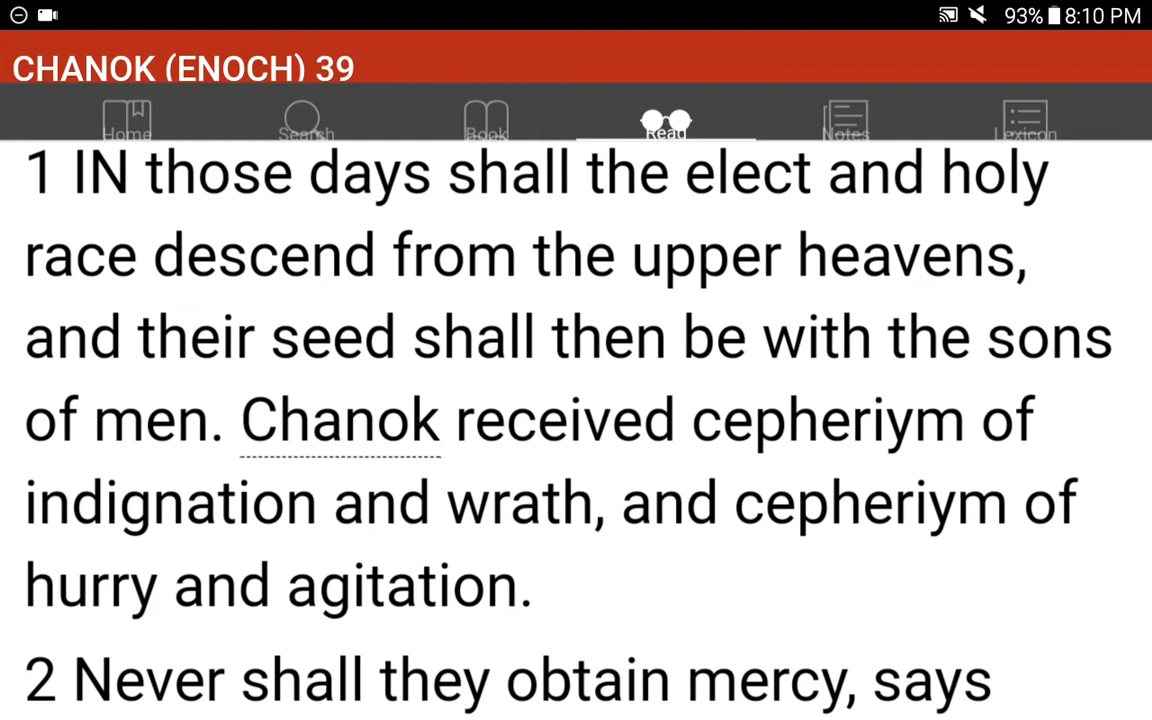 93% 8:10 PM
CHANOK (ENOCH) 39
Home Search Book Read Notes Lexicon
1 IN those days shall the elect and holy
race descend from the upper heavens,
and their seed shall then be with the sons
of men. Chanok received cepheriym of
indignation and wrath, and cepheriym of
hurry and agitation.
2 Never shall they obtain mercy, says